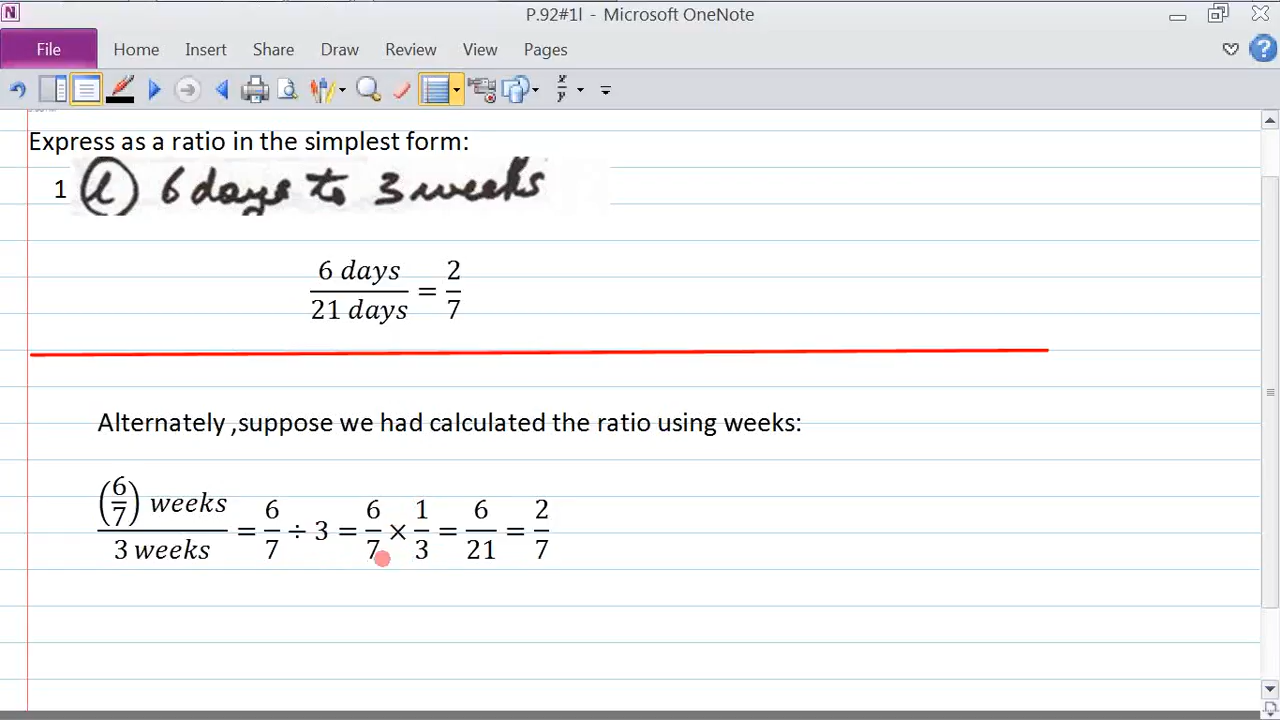 P.92#1l - Microsoft OneNote
File Home Insert Share Draw Review View Pages
Express as a ratio in the simplest form:
1 (l) 6 days to 3 weeks
6 days / 21 days = 2/7
Alternately ,suppose we had calculated the ratio using weeks:
(6/7) weeks / 3 weeks = 6/7 ÷ 3 = 6/7 × 1/3 = 6/21 = 2/7